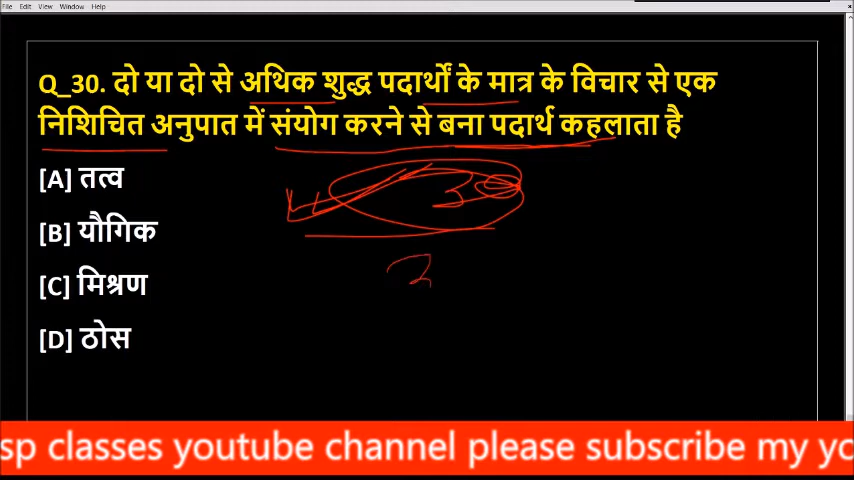 File Edit View Window Help
Q_30. दो या दो से अथिक शुद्ध पदार्थों के मात्र के विचार से एक
निशिचित अनुपात में संयोग करने से बना पदार्थ कहलाता है
[A] तत्व
[B] यौगिक
30
[C] मिश्रण
[D] ठोस
sp classes youtube channel please subscribe my yo